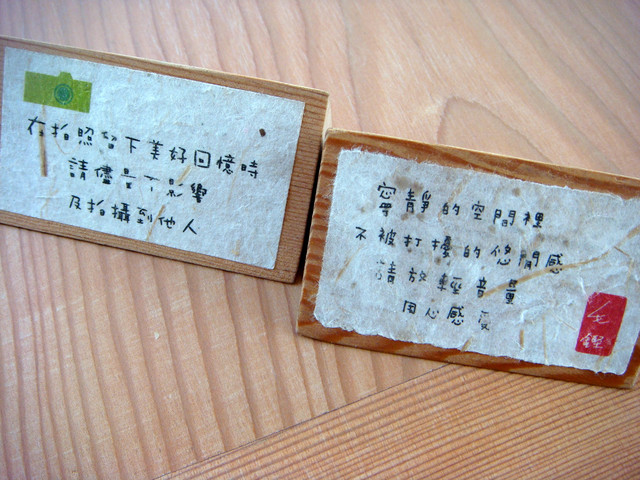 在拍照留下美好回憶時
請儘量不影響
及拍攝到他人
寧靜的空間裡
不被打擾的悠閒感
請放輕音量
用心感受